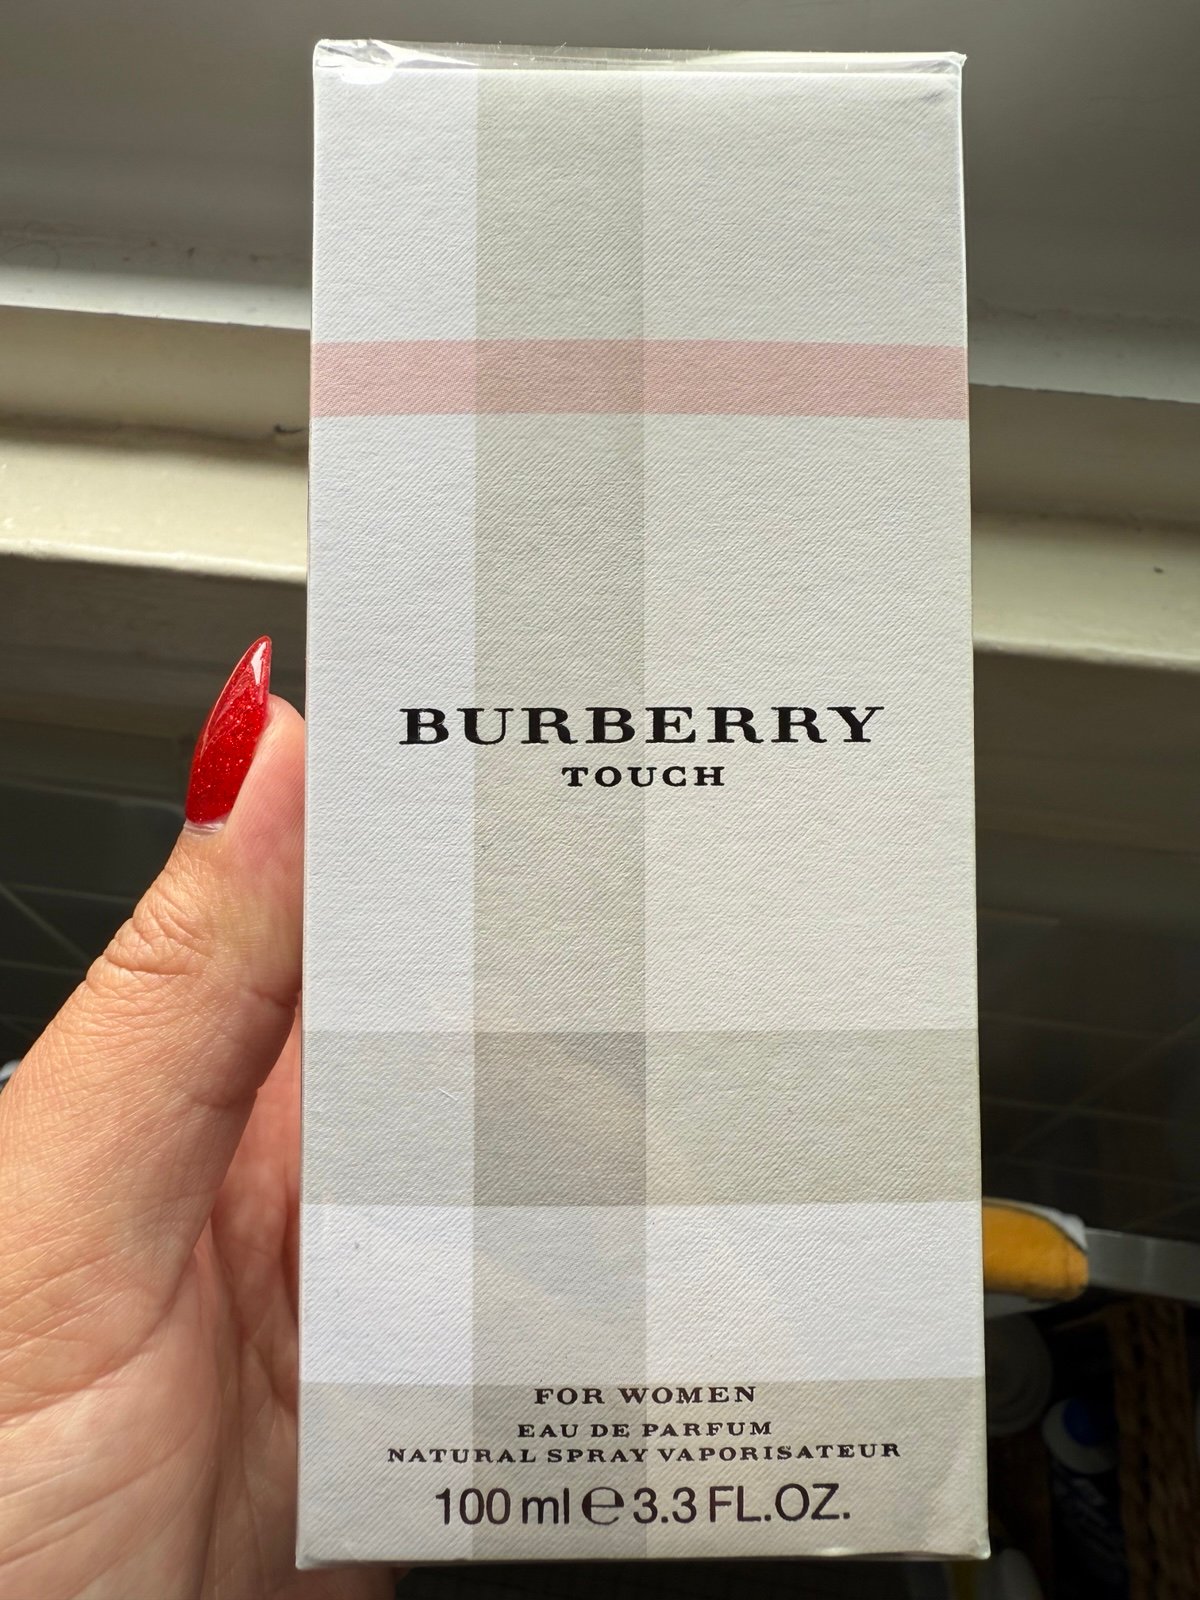 BURBERRY
TOUCH
FOR WOMEN
EAU DE PARFUM
NATURAL SPRAY VAPORISATEUR
100 ml ℮ 3.3 FL.OZ.